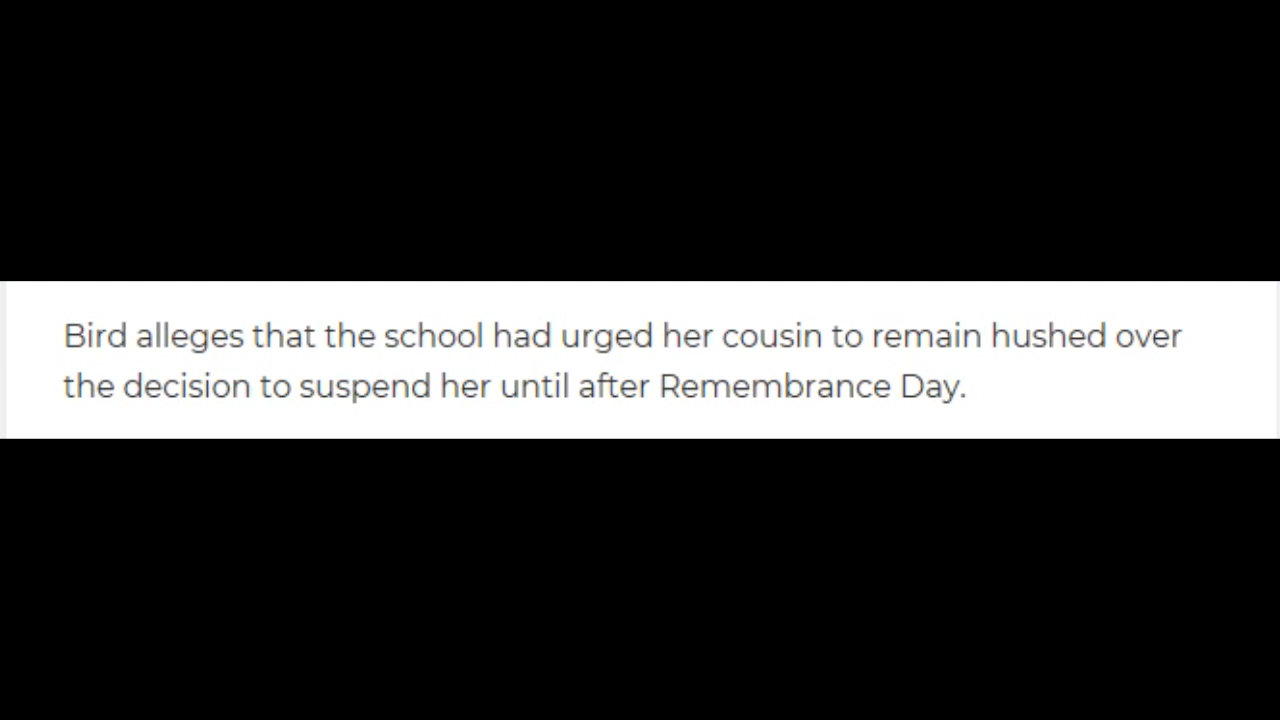 Bird alleges that the school had urged her cousin to remain hushed over
the decision to suspend her until after Remembrance Day.